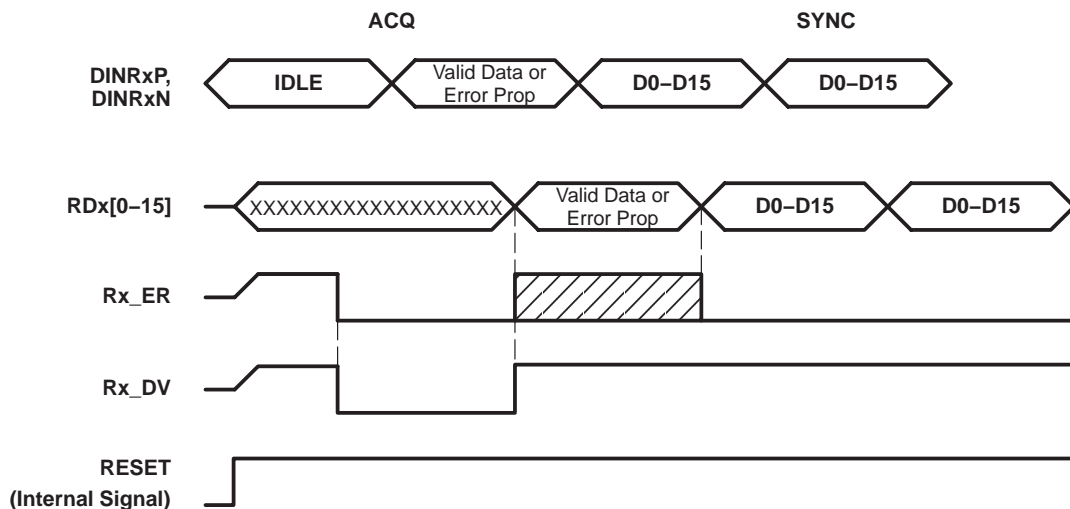 ACQ SYNC
DINRxP,
DINRxN
IDLE
Valid Data or
Error Prop
D0–D15
D0–D15
RDx[0–15]
XXXXXXXXXXXXXXXXXXX
Valid Data or
Error Prop
D0–D15
D0–D15
Rx_ER
Rx_DV
RESET
(Internal Signal)